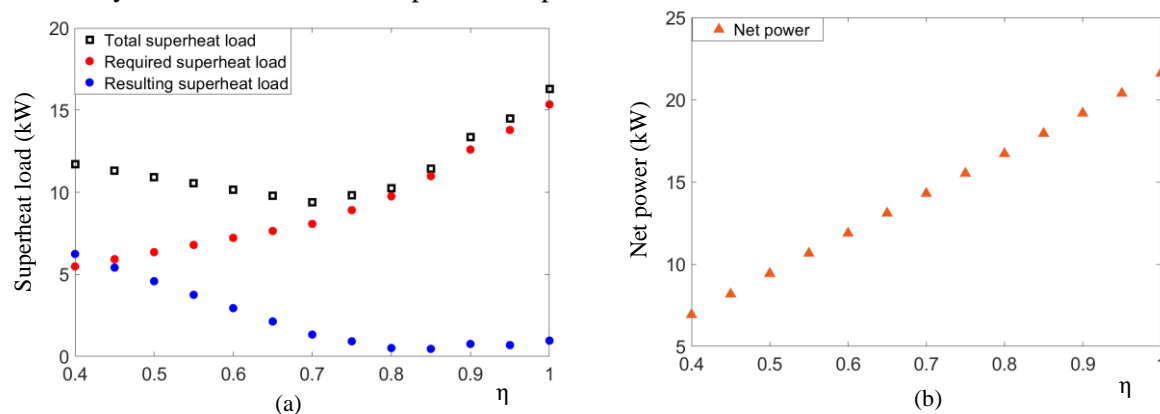 Total superheat load
Required superheat load
Resulting superheat load
Superheat load (kW)
20
15
10
5
0
0.4 0.5 0.6 0.7 0.8 0.9 1
η
(a)
Net power
Net power (kW)
25
20
15
10
5
0.4 0.5 0.6 0.7 0.8 0.9 1
η
(b)